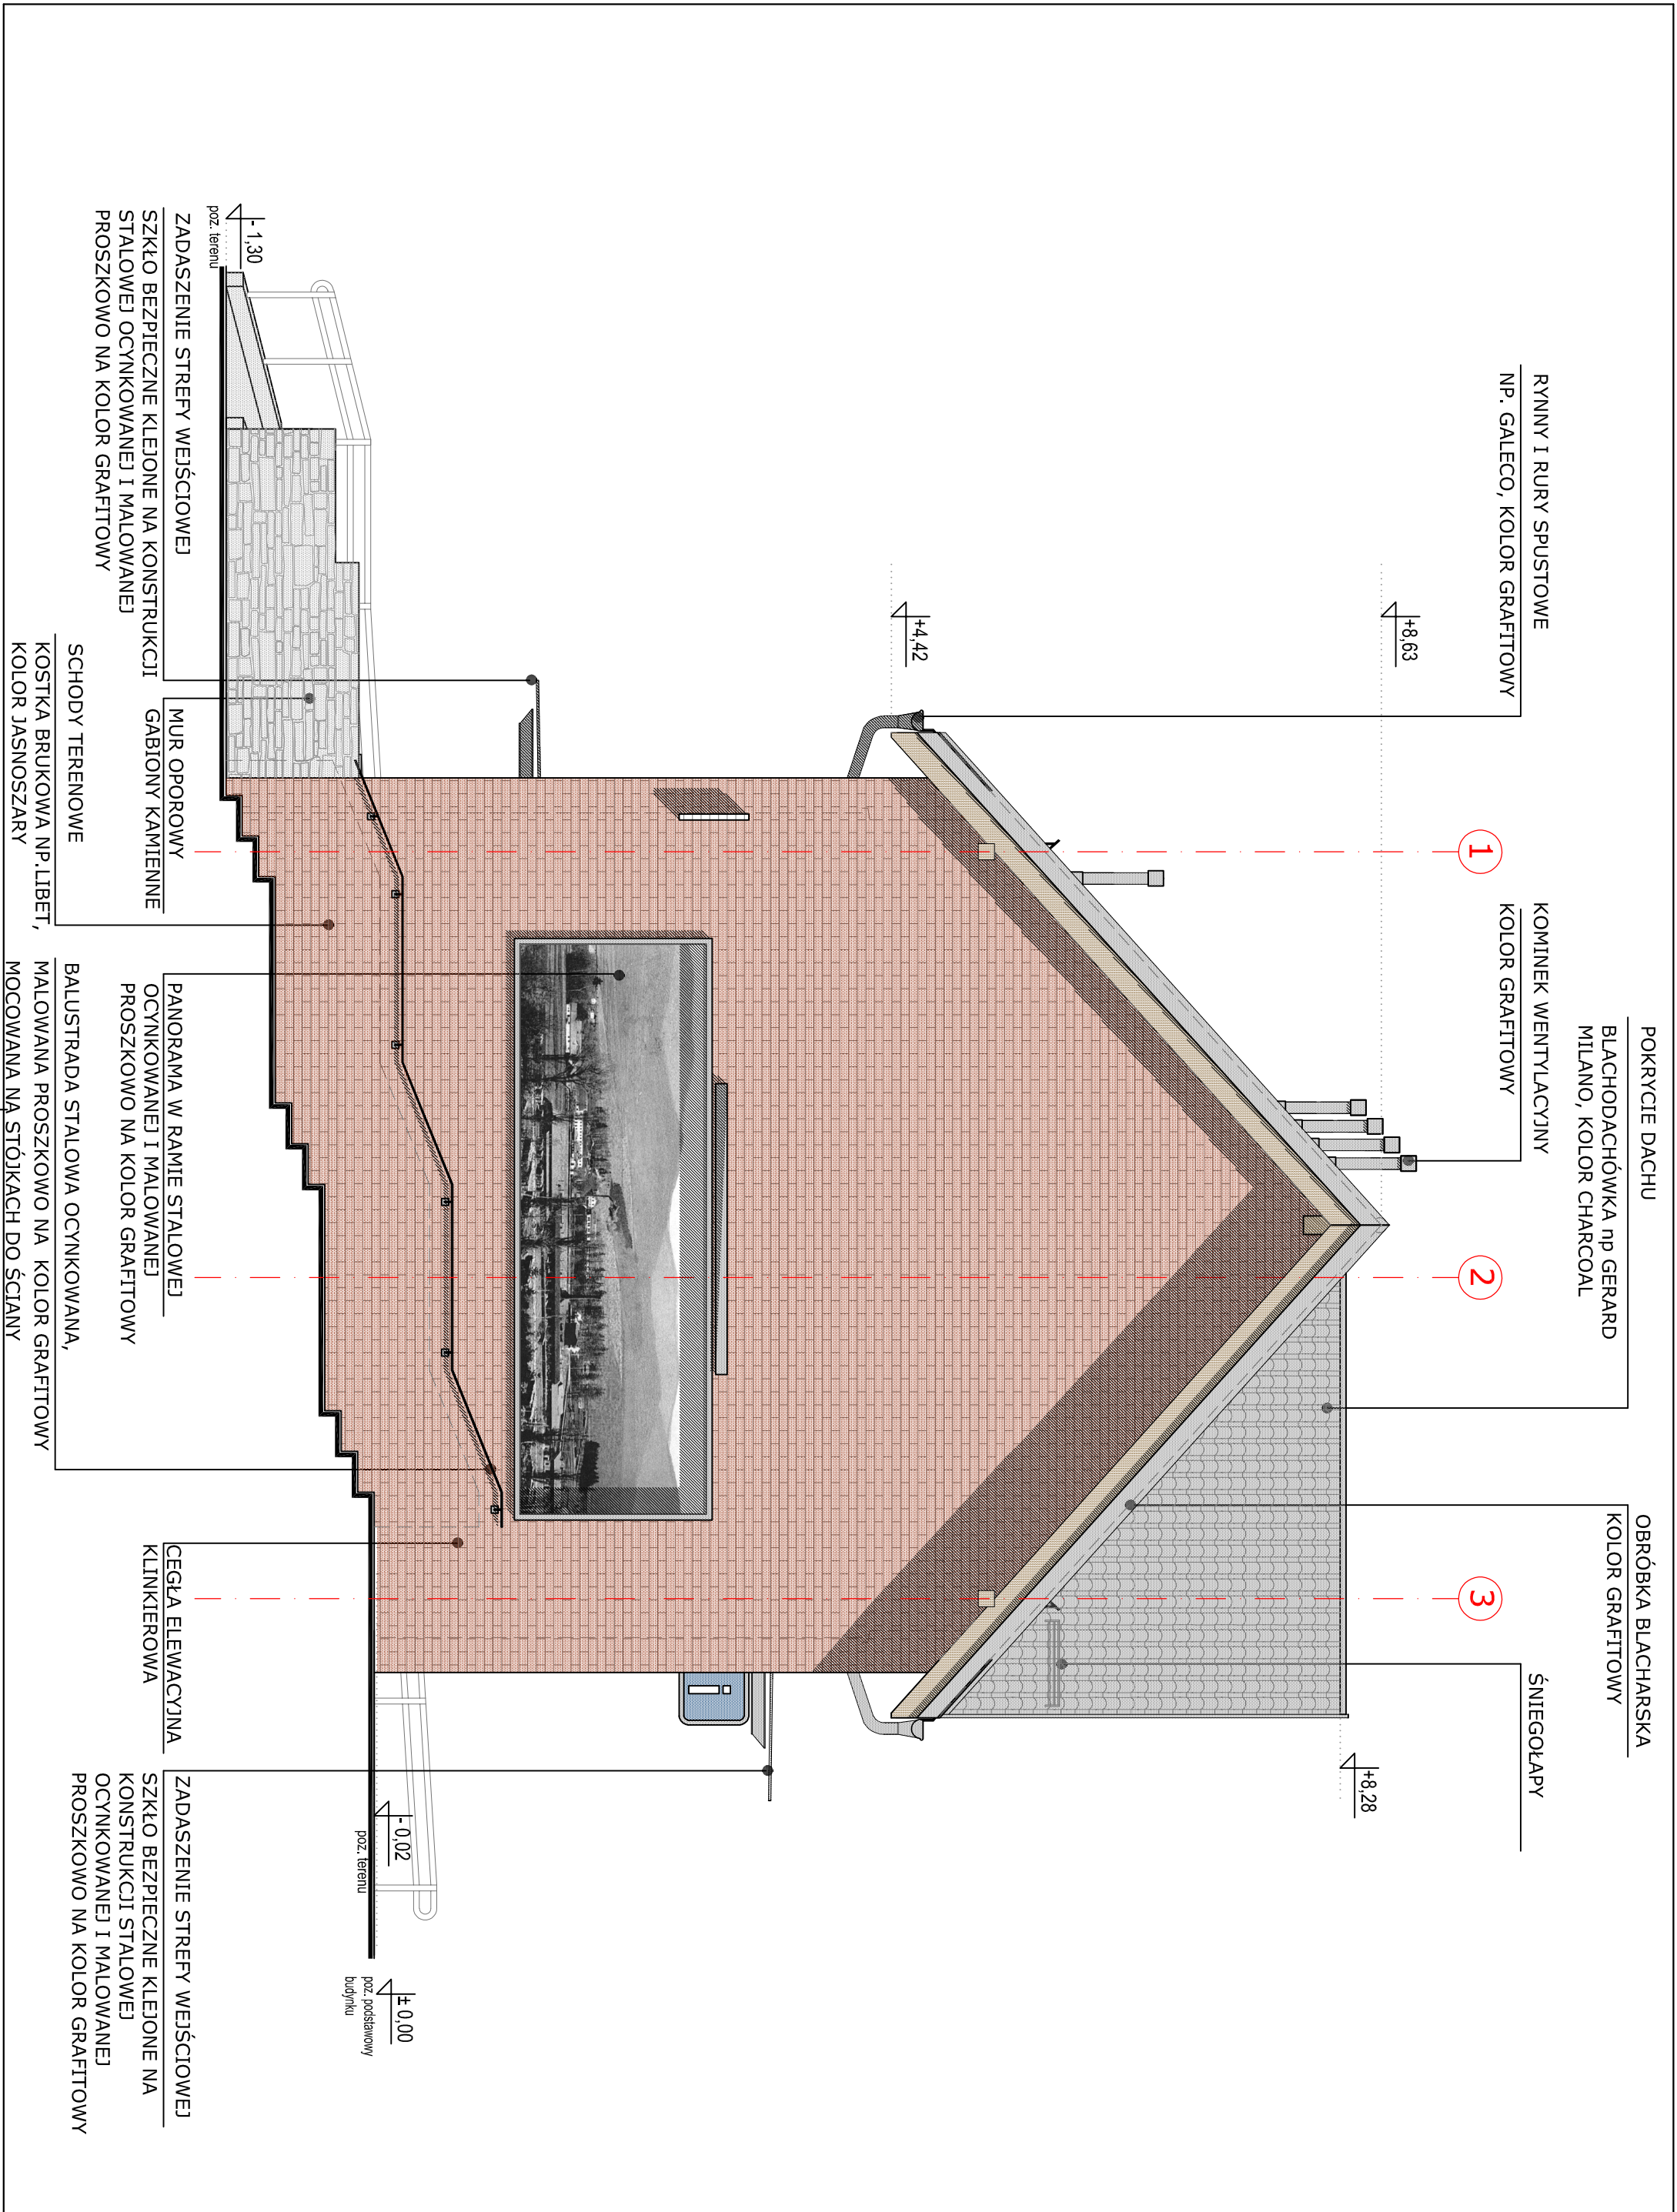 POKRYCIE DACHU
BLACHODACHÓWKA np GERARD
MILANO, KOLOR CHARCOAL
OBRÓBKA BLACHARSKA
KOLOR GRAFITOWY
RYNNY I RURY SPUSTOWE
NP. GALECO, KOLOR GRAFITOWY
KOMINEK WENTYLACYJNY
KOLOR GRAFITOWY
ŚNIEGOŁAPY
1
2
3
+8,63
+8,28
+4,42
± 0,00
poz. podstawowy
budynku
- 0,02
poz. terenu
- 1,30
poz. terenu
ZADASZENIE STREFY WEJŚCIOWEJ
SZKŁO BEZPIECZNE KLEJONE NA KONSTRUKCJI
STALOWEJ OCYNKOWANEJ I MALOWANEJ
PROSZKOWO NA KOLOR GRAFITOWY
MUR OPOROWY
GABIONY KAMIENNE
PANORAMA W RAMIE STALOWEJ
OCYNKOWANEJ I MALOWANEJ
PROSZKOWO NA KOLOR GRAFITOWY
CEGŁA ELEWACYJNA
KLINKIEROWA
ZADASZENIE STREFY WEJŚCIOWEJ
SZKŁO BEZPIECZNE KLEJONE NA
KONSTRUKCJI STALOWEJ
OCYNKOWANEJ I MALOWANEJ
PROSZKOWO NA KOLOR GRAFITOWY
SCHODY TERENOWE
KOSTKA BRUKOWA NP.LIBET,
KOLOR JASNOSZARY
BALUSTRADA STALOWA OCYNKOWANA,
MALOWANA PROSZKOWO NA KOLOR GRAFITOWY
MOCOWANA NA STÓJKACH DO ŚCIANY